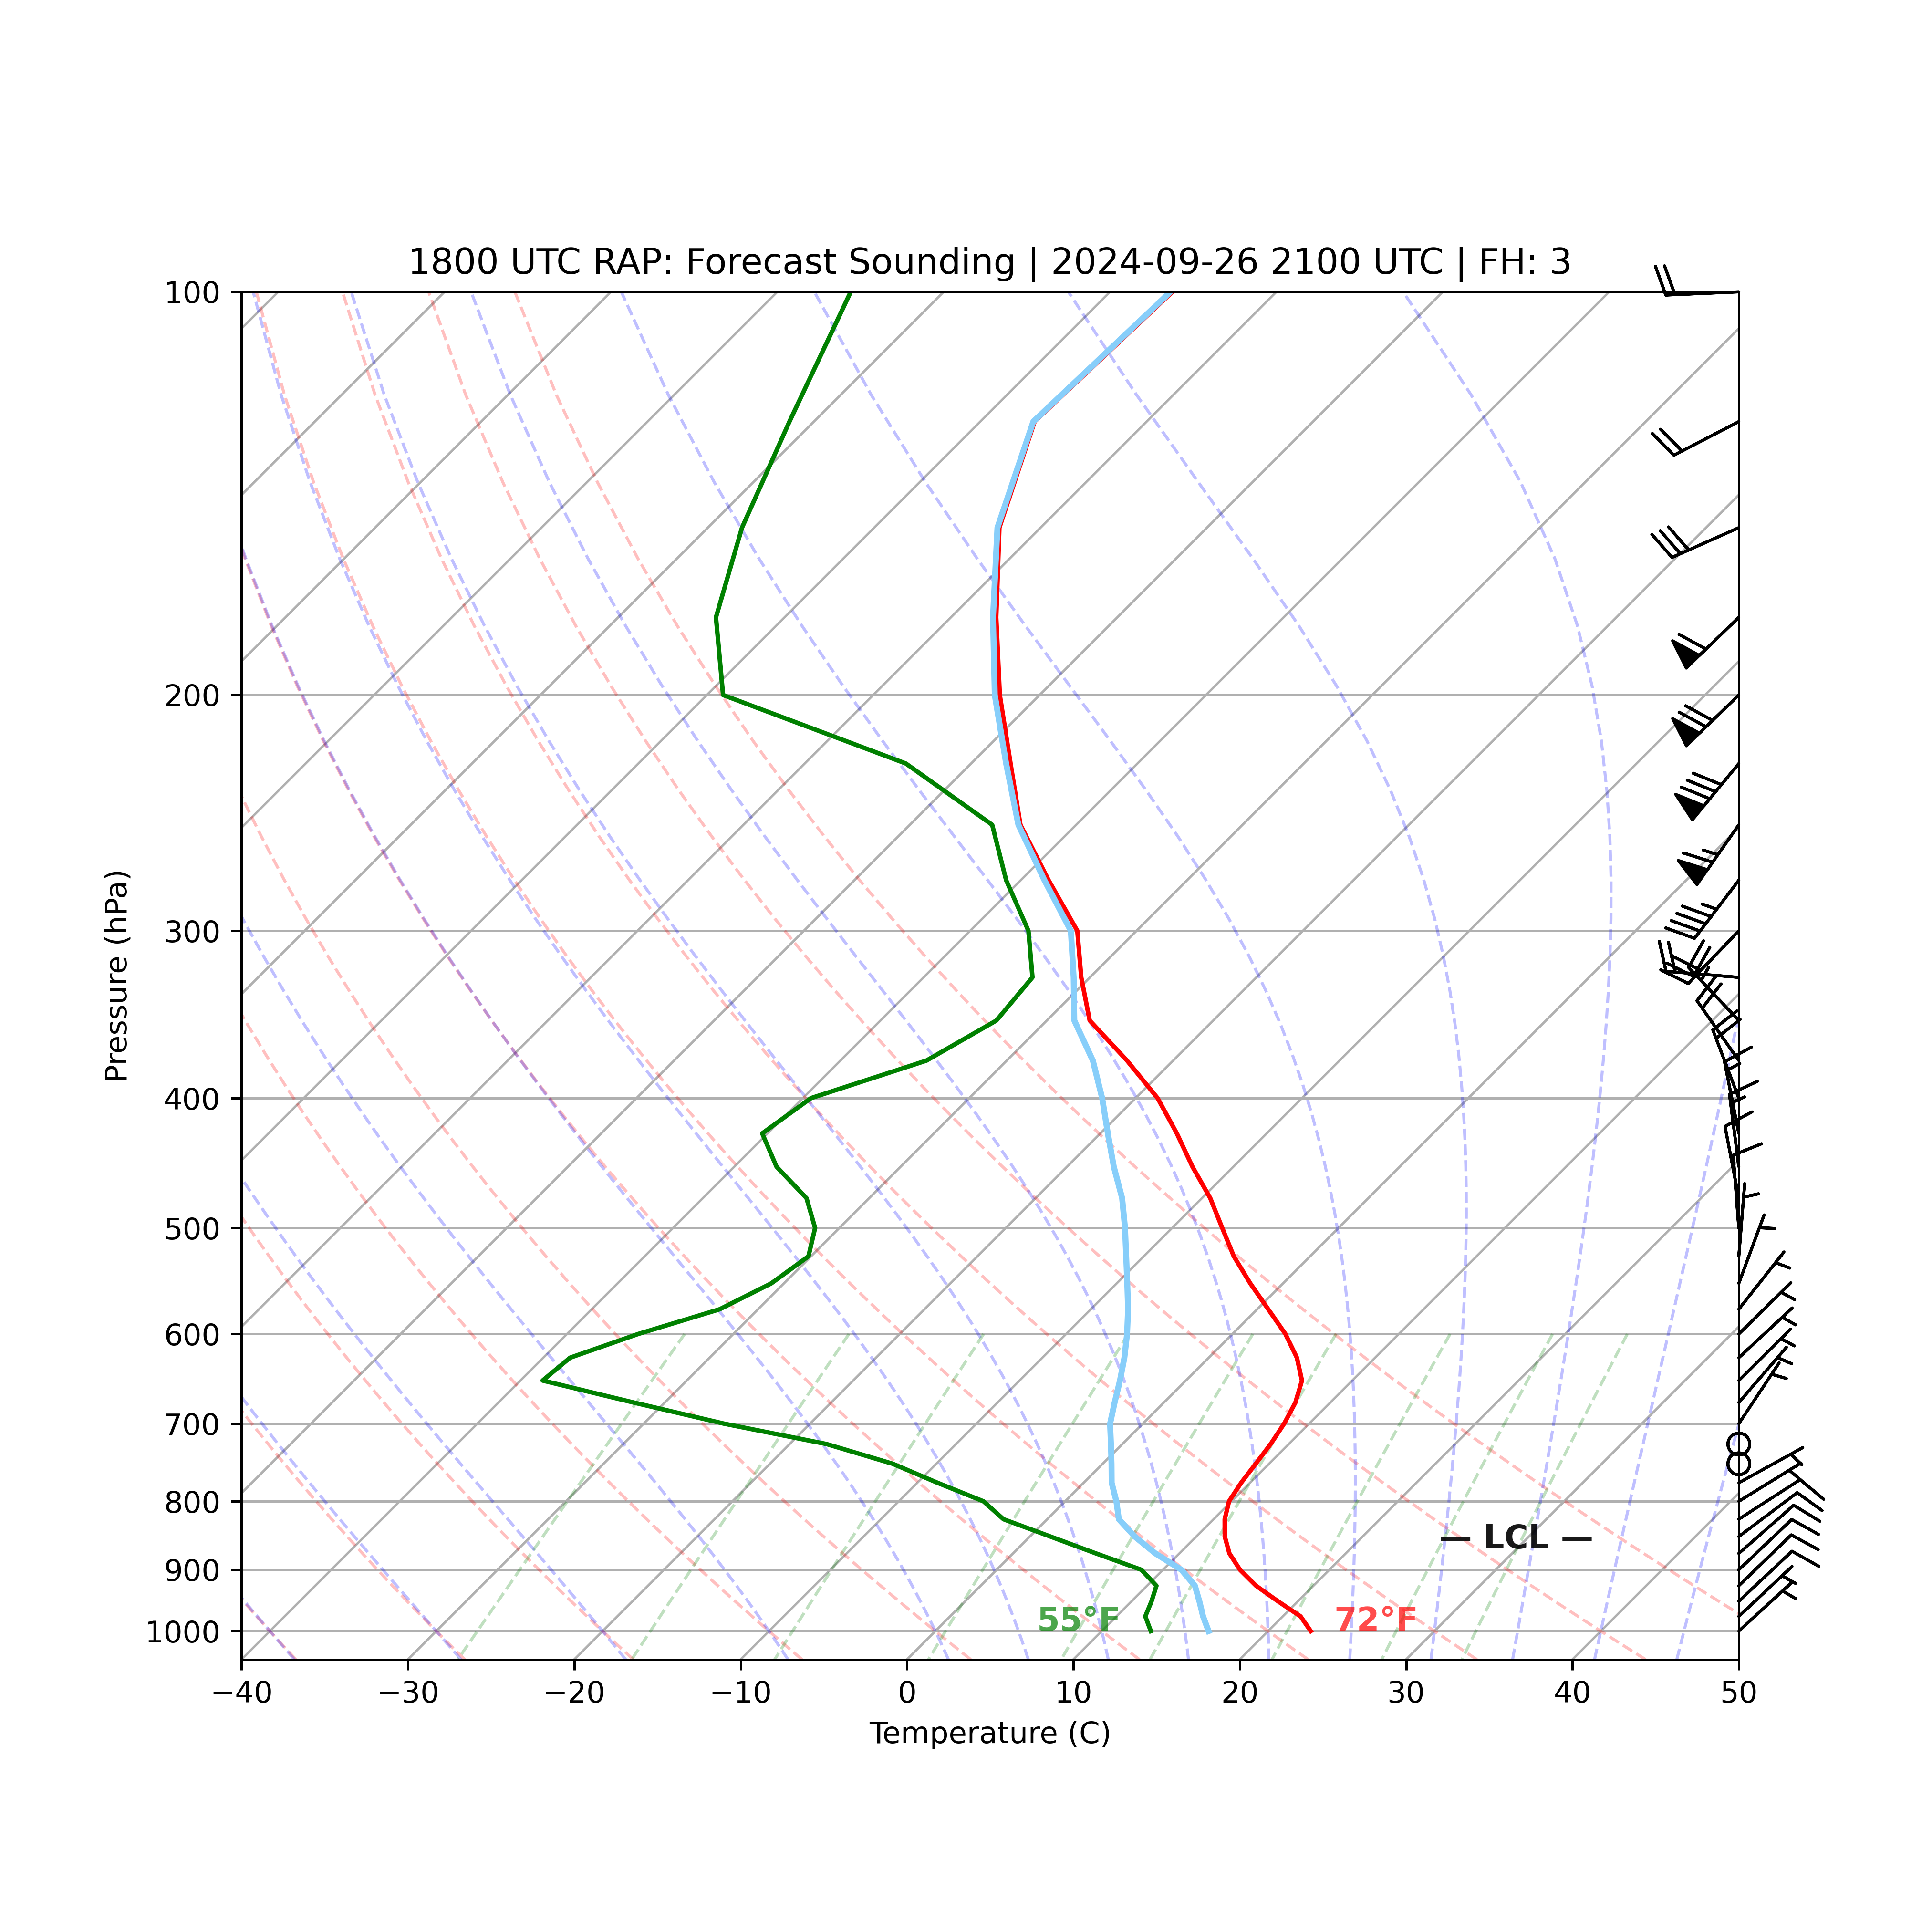 1800 UTC RAP: Forecast Sounding | 2024-09-26 2100 UTC | FH: 3
100
200
300
400
500
600
700
800
900
1000
Pressure (hPa)
— LCL —
55°F
72°F
−40 −30 −20 −10 0 10 20 30 40 50
Temperature (C)